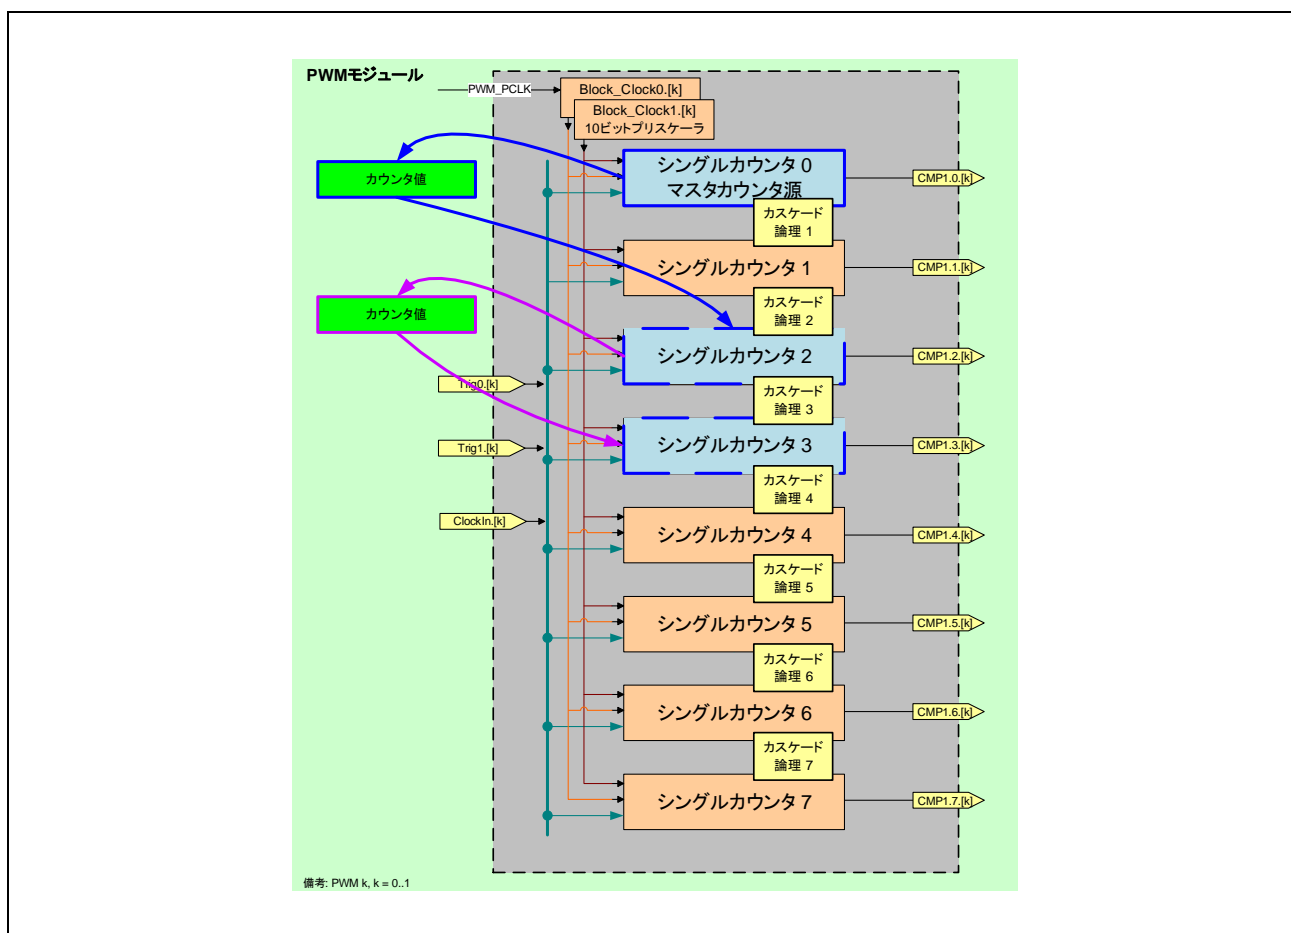 PWMモジュール
PWM_PCLK
Block_Clock0.[k]
Block_Clock1.[k]
10ビットプリスケーラ
カウンタ値
シングルカウンタ 0
マスタカウンタ源
CMP1.0.[k]
カスケード
論理 1
シングルカウンタ 1
CMP1.1.[k]
カスケード
論理 2
カウンタ値
シングルカウンタ 2
CMP1.2.[k]
Trig0.[k]
カスケード
論理 3
シングルカウンタ 3
CMP1.3.[k]
Trig1.[k]
カスケード
論理 4
ClockIn.[k]
シングルカウンタ 4
CMP1.4.[k]
カスケード
論理 5
シングルカウンタ 5
CMP1.5.[k]
カスケード
論理 6
シングルカウンタ 6
CMP1.6.[k]
カスケード
論理 7
シングルカウンタ 7
CMP1.7.[k]
備考: PWM k, k = 0..1